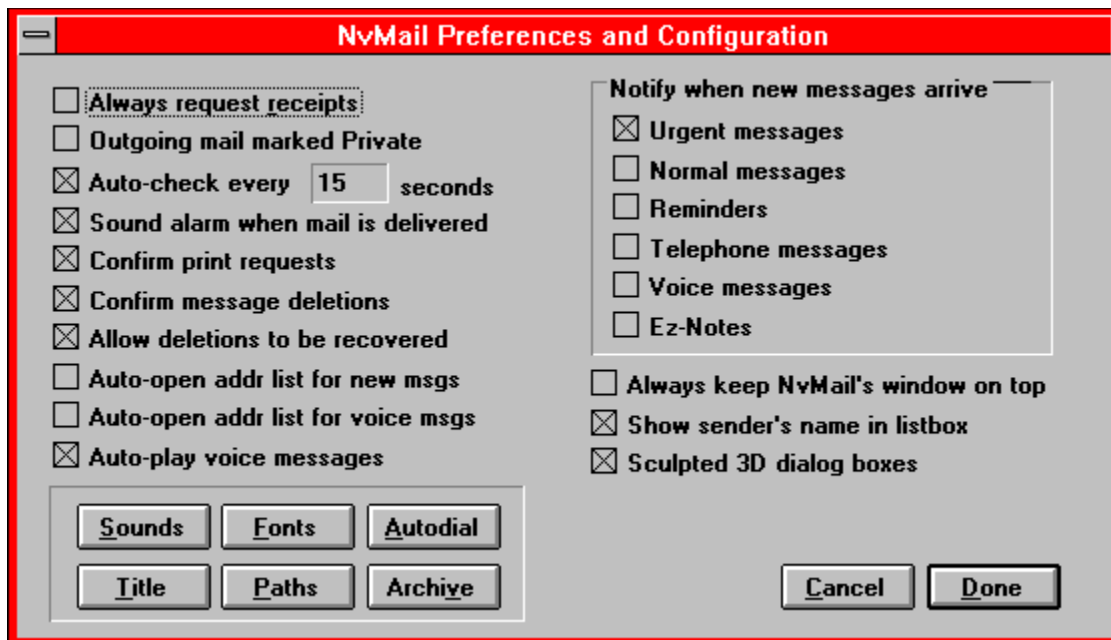 NvMail Preferences and Configuration
Always request receipts
Outgoing mail marked Private
Auto-check every 15 seconds
Sound alarm when mail is delivered
Confirm print requests
Confirm message deletions
Allow deletions to be recovered
Auto-open addr list for new msgs
Auto-open addr list for voice msgs
Auto-play voice messages
Notify when new messages arrive
Urgent messages
Normal messages
Reminders
Telephone messages
Voice messages
Ez-Notes
Always keep NvMail's window on top
Show sender's name in listbox
Sculpted 3D dialog boxes
Sounds Fonts Autodial
Title Paths Archive
Cancel Done